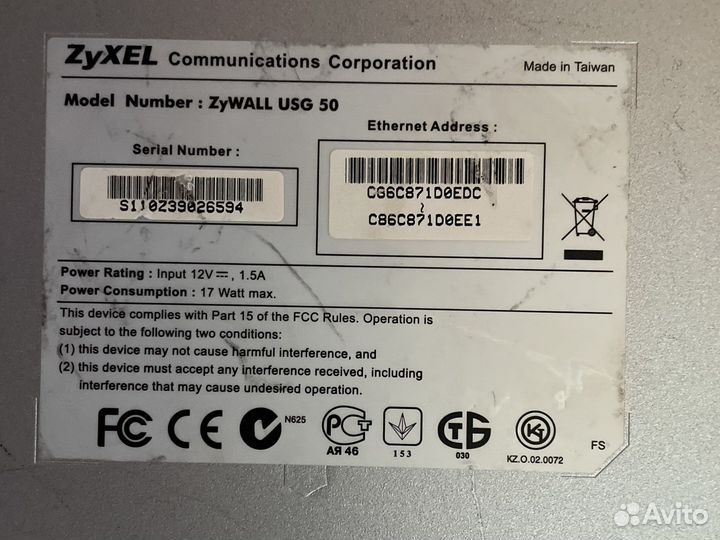 ZyXEL Communications Corporation
Made in Taiwan
Model Number : ZyWALL USG 50
Ethernet Address :
Serial Number :
S110Z39026594
CG6C871D0EDC
~
C86C871D0EE1
Power Rating : Input 12V⎓, 1.5A
Power Consumption : 17 Watt max.
This device complies with Part 15 of the FCC Rules. Operation is
subject to the following two conditions:
(1) this device may not cause harmful interference, and
(2) this device must accept any interference received, including
interference that may cause undesired operation.
FC CE N625 РСТ АЯ 46 153 030 KZ.O.02.0072 FS
Avito